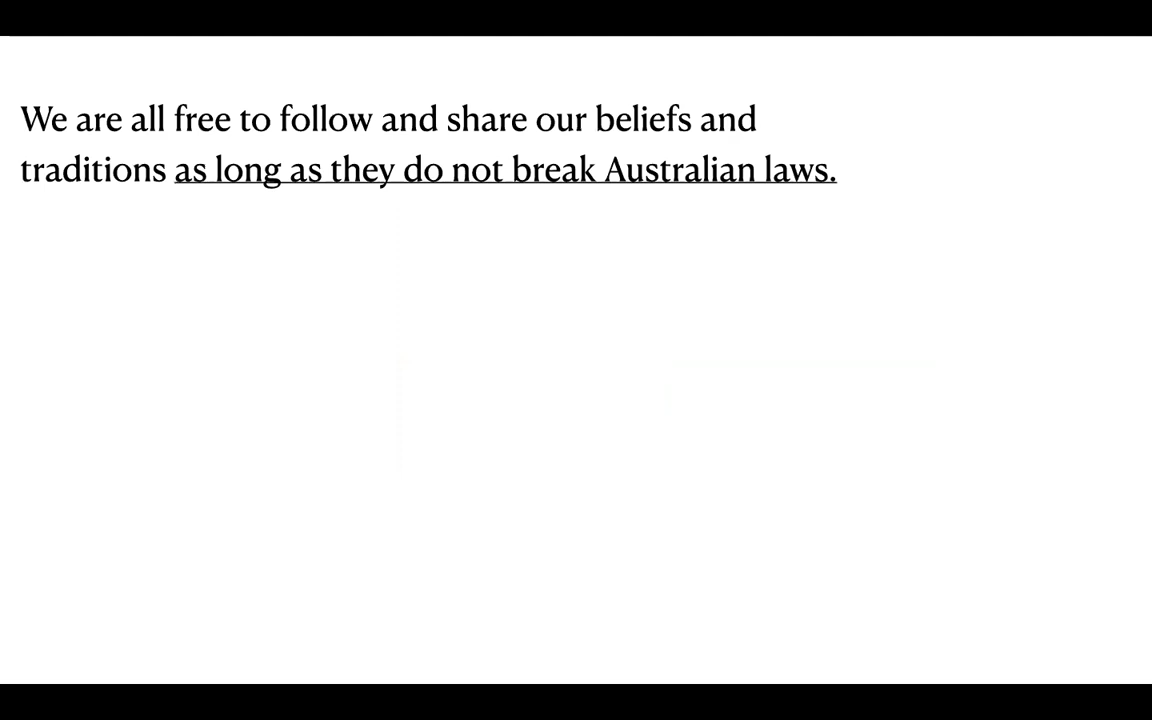 We are all free to follow and share our beliefs and
traditions as long as they do not break Australian laws.